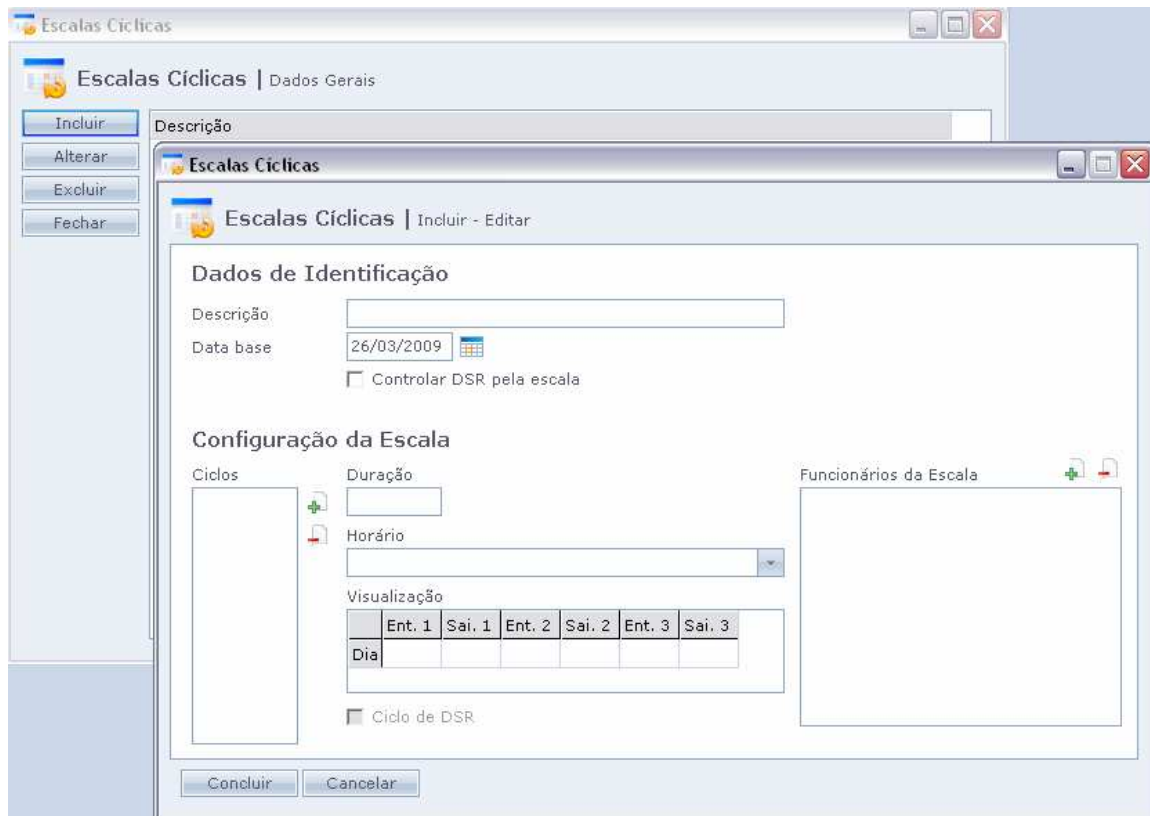 Escalas Cíclicas
Escalas Cíclicas | Dados Gerais
Incluir
Descrição
Alterar
Excluir
Fechar
Escalas Cíclicas
Escalas Cíclicas | Incluir - Editar
Dados de Identificação
Descrição
Data base 26/03/2009
Controlar DSR pela escala
Configuração da Escala
Ciclos
Duração
Funcionários da Escala
Horário
Visualização
Ent. 1 Sai. 1 Ent. 2 Sai. 2 Ent. 3 Sai. 3
Dia
Ciclo de DSR
Concluir Cancelar